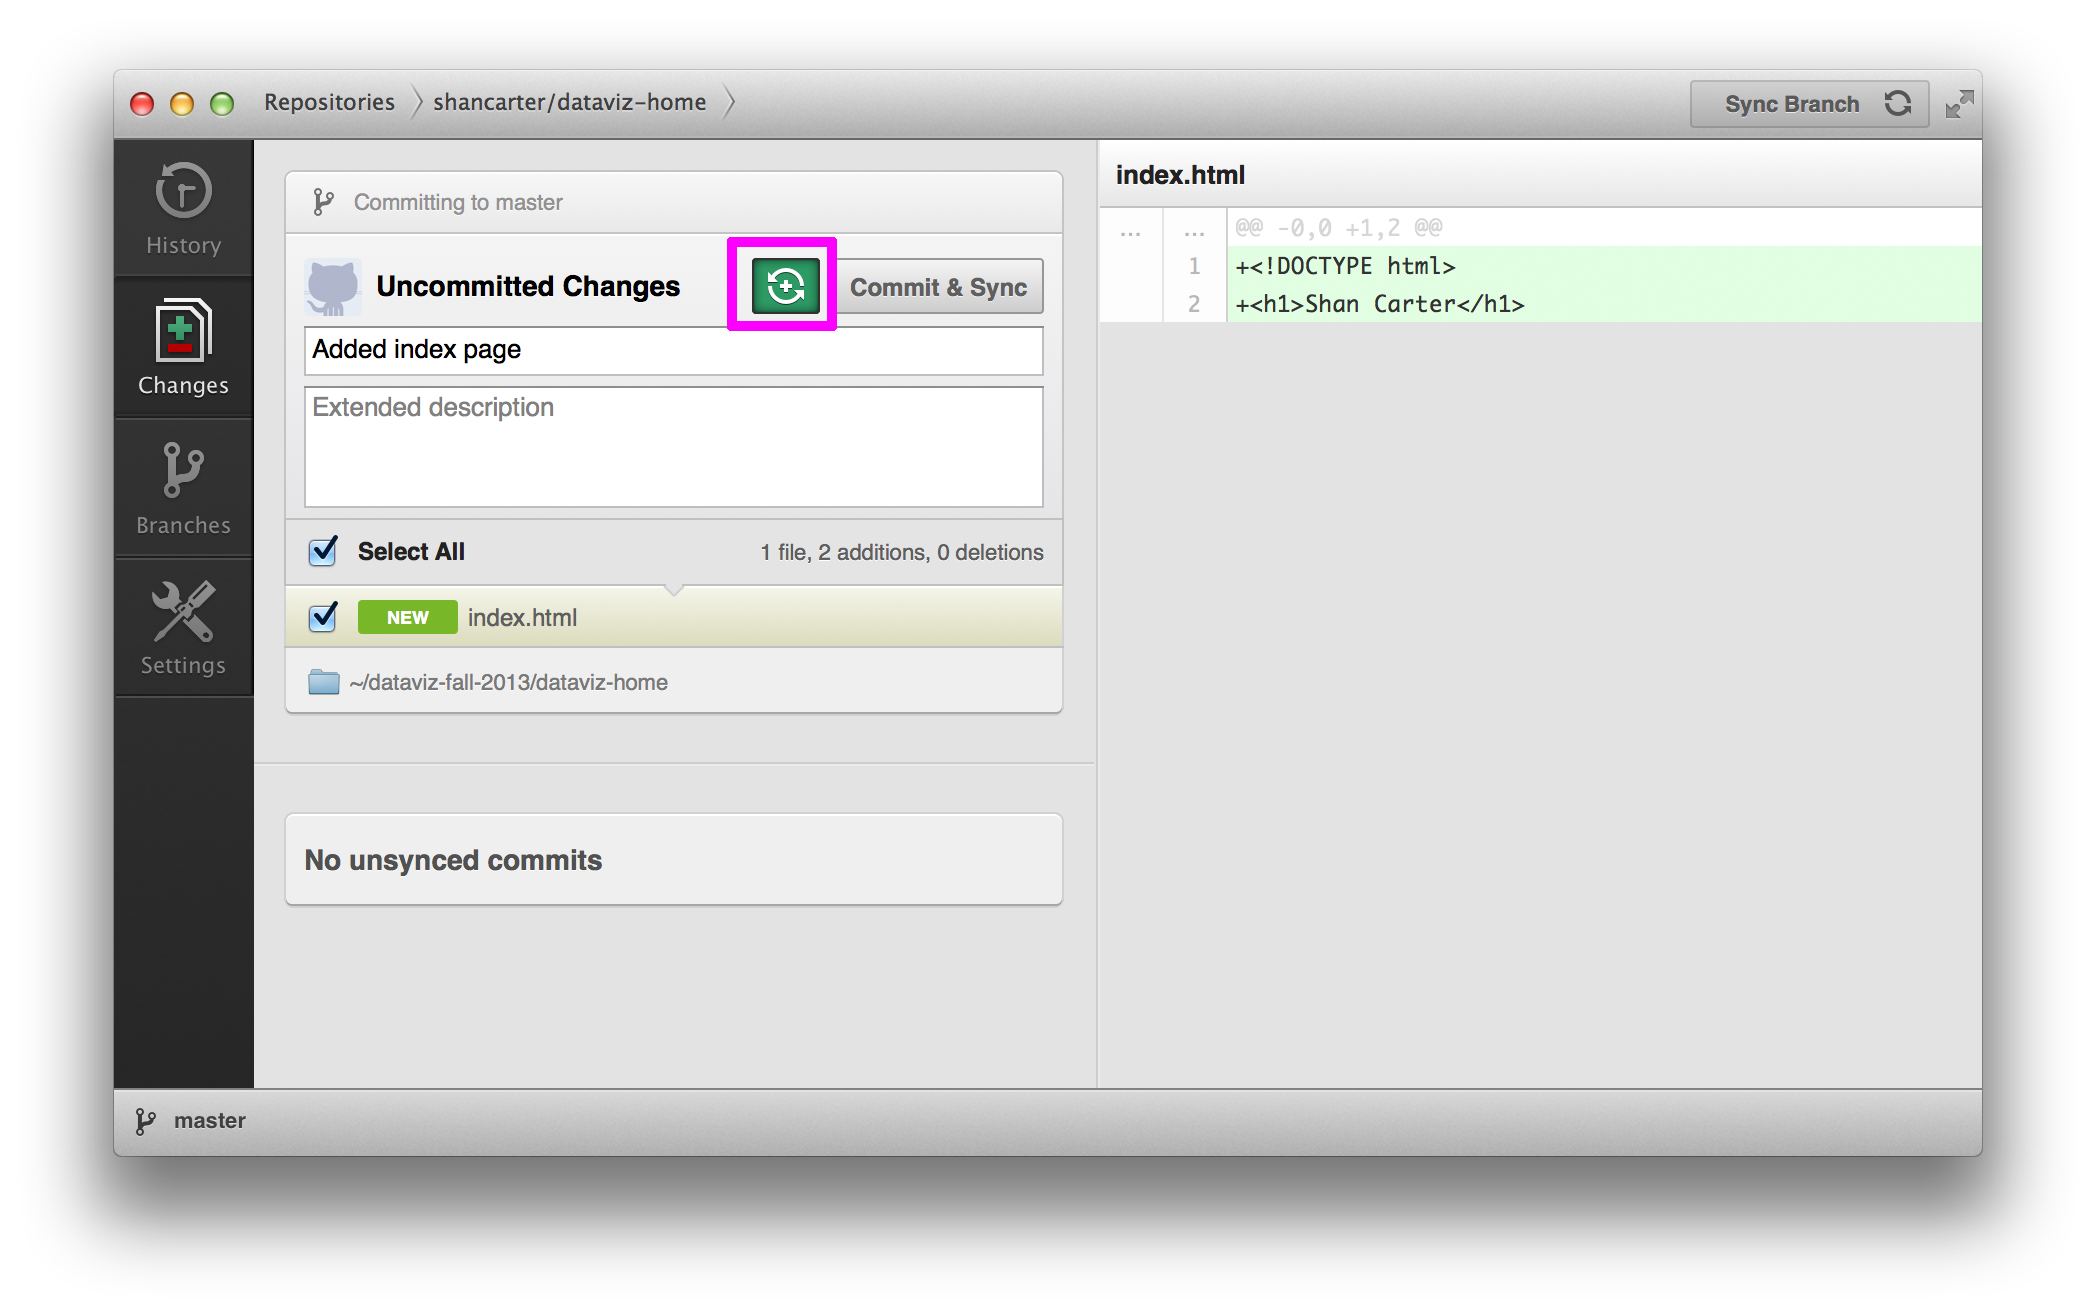 Repositories
shancarter/dataviz-home
Sync Branch
History
Changes
Branches
Settings
Committing to master
Uncommitted Changes
Commit & Sync
Added index page
Extended description
Select All
1 file, 2 additions, 0 deletions
NEW index.html
~/dataviz-fall-2013/dataviz-home
No unsynced commits
index.html
... ... @@ -0,0 +1,2 @@
1 +<!DOCTYPE html>
2 +<h1>Shan Carter</h1>
master